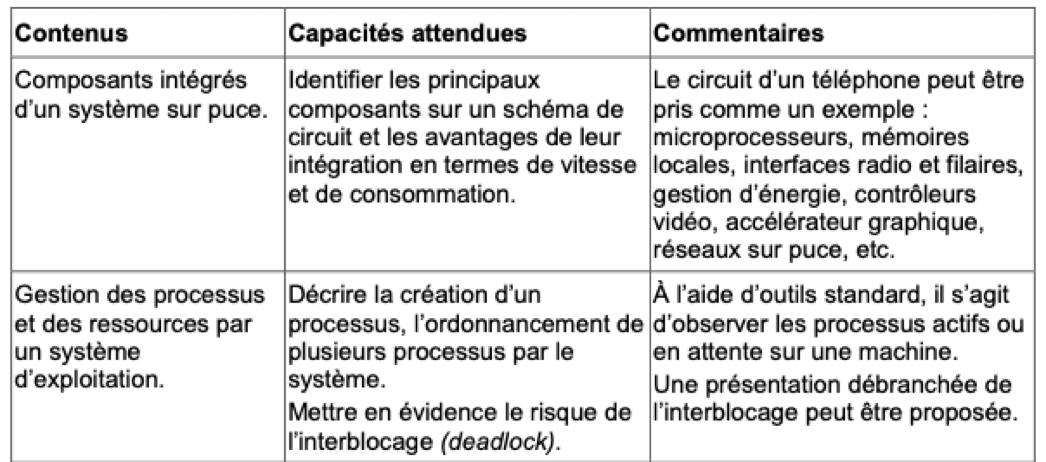 Contenus
Capacités attendues
Commentaires
Composants intégrés
d'un système sur puce.
Identifier les principaux
composants sur un schéma de
circuit et les avantages de leur
intégration en termes de vitesse
et de consommation.
Le circuit d'un téléphone peut être
pris comme un exemple :
microprocesseurs, mémoires
locales, interfaces radio et filaires,
gestion d'énergie, contrôleurs
vidéo, accélérateur graphique,
réseaux sur puce, etc.
Gestion des processus
et des ressources par
un système
d'exploitation.
Décrire la création d'un
processus, l'ordonnancement de
plusieurs processus par le
système.
Mettre en évidence le risque de
l'interblocage (deadlock).
À l'aide d'outils standard, il s'agit
d'observer les processus actifs ou
en attente sur une machine.
Une présentation débranchée de
l'interblocage peut être proposée.